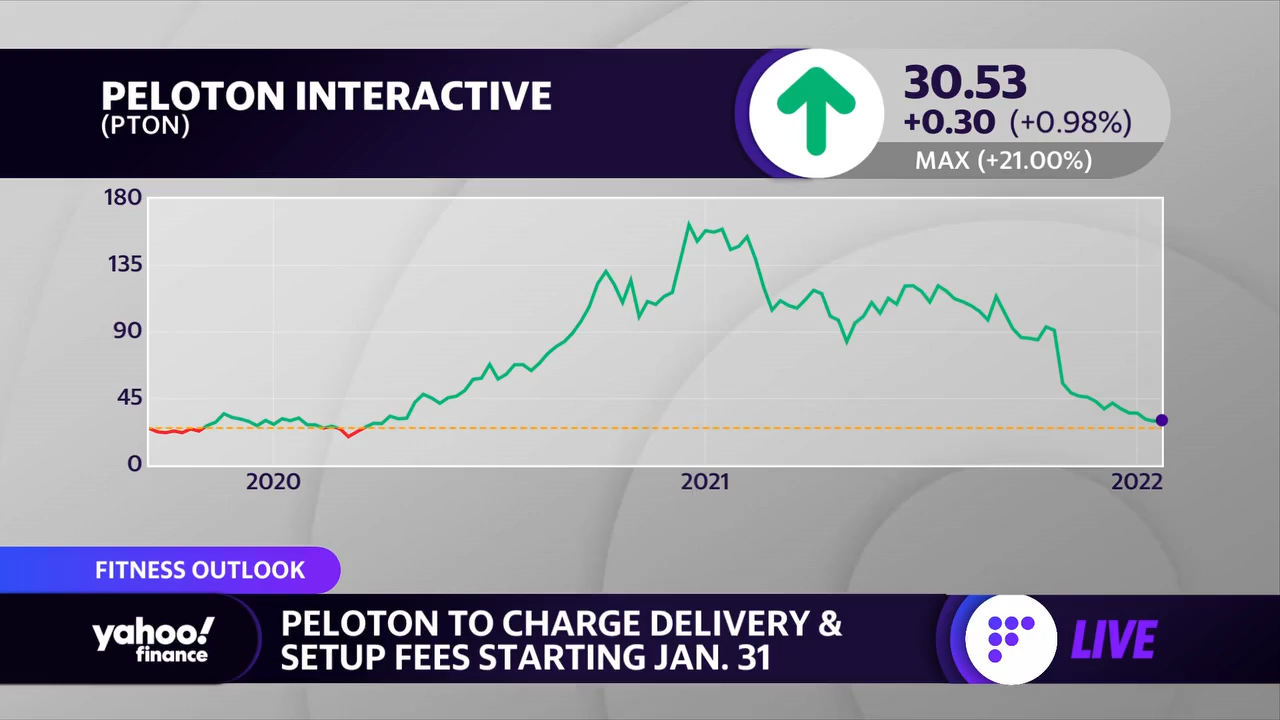 PELOTON INTERACTIVE
(PTON)
30.53
+0.30 (+0.98%)
MAX (+21.00%)
180
135
90
45
0
2020 2021 2022
FITNESS OUTLOOK
yahoo!
finance
PELOTON TO CHARGE DELIVERY &
SETUP FEES STARTING JAN. 31
LIVE